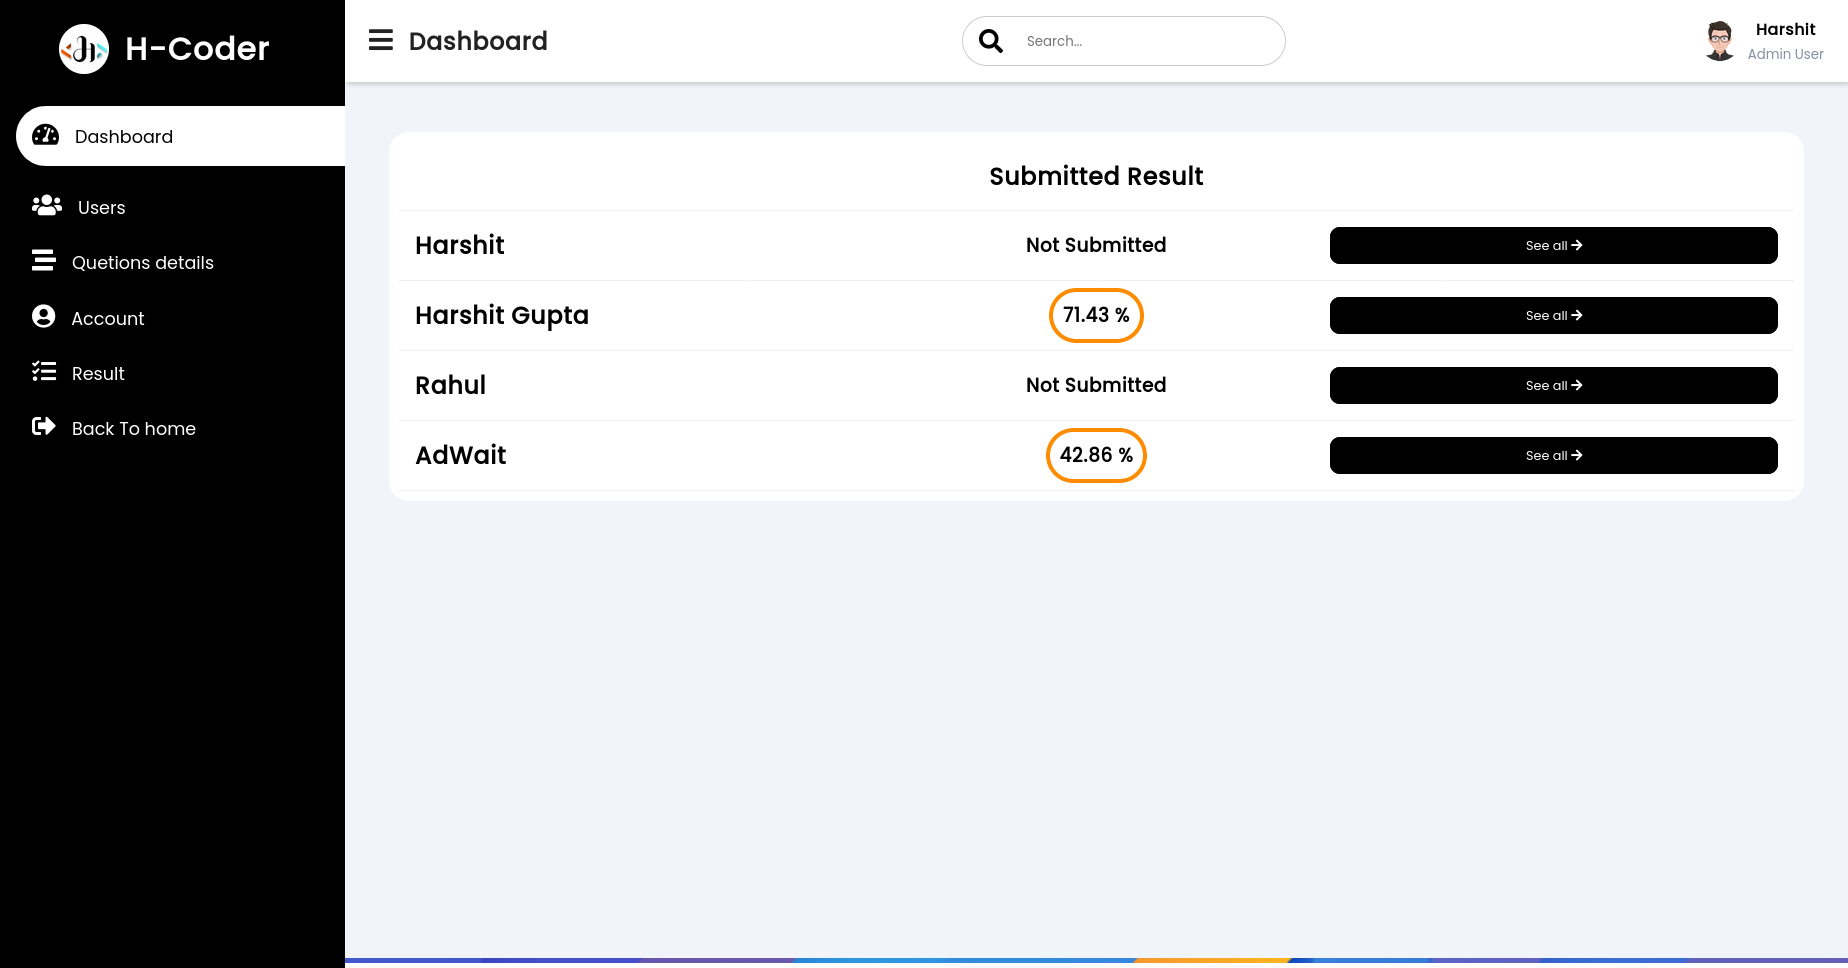 H-Coder
Dashboard
Users
Quetions details
Account
Result
Back To home
Dashboard
Search...
Harshit
Admin User
Submitted Result
Harshit
Not Submitted
See all
Harshit Gupta
71.43 %
See all
Rahul
Not Submitted
See all
AdWait
42.86 %
See all